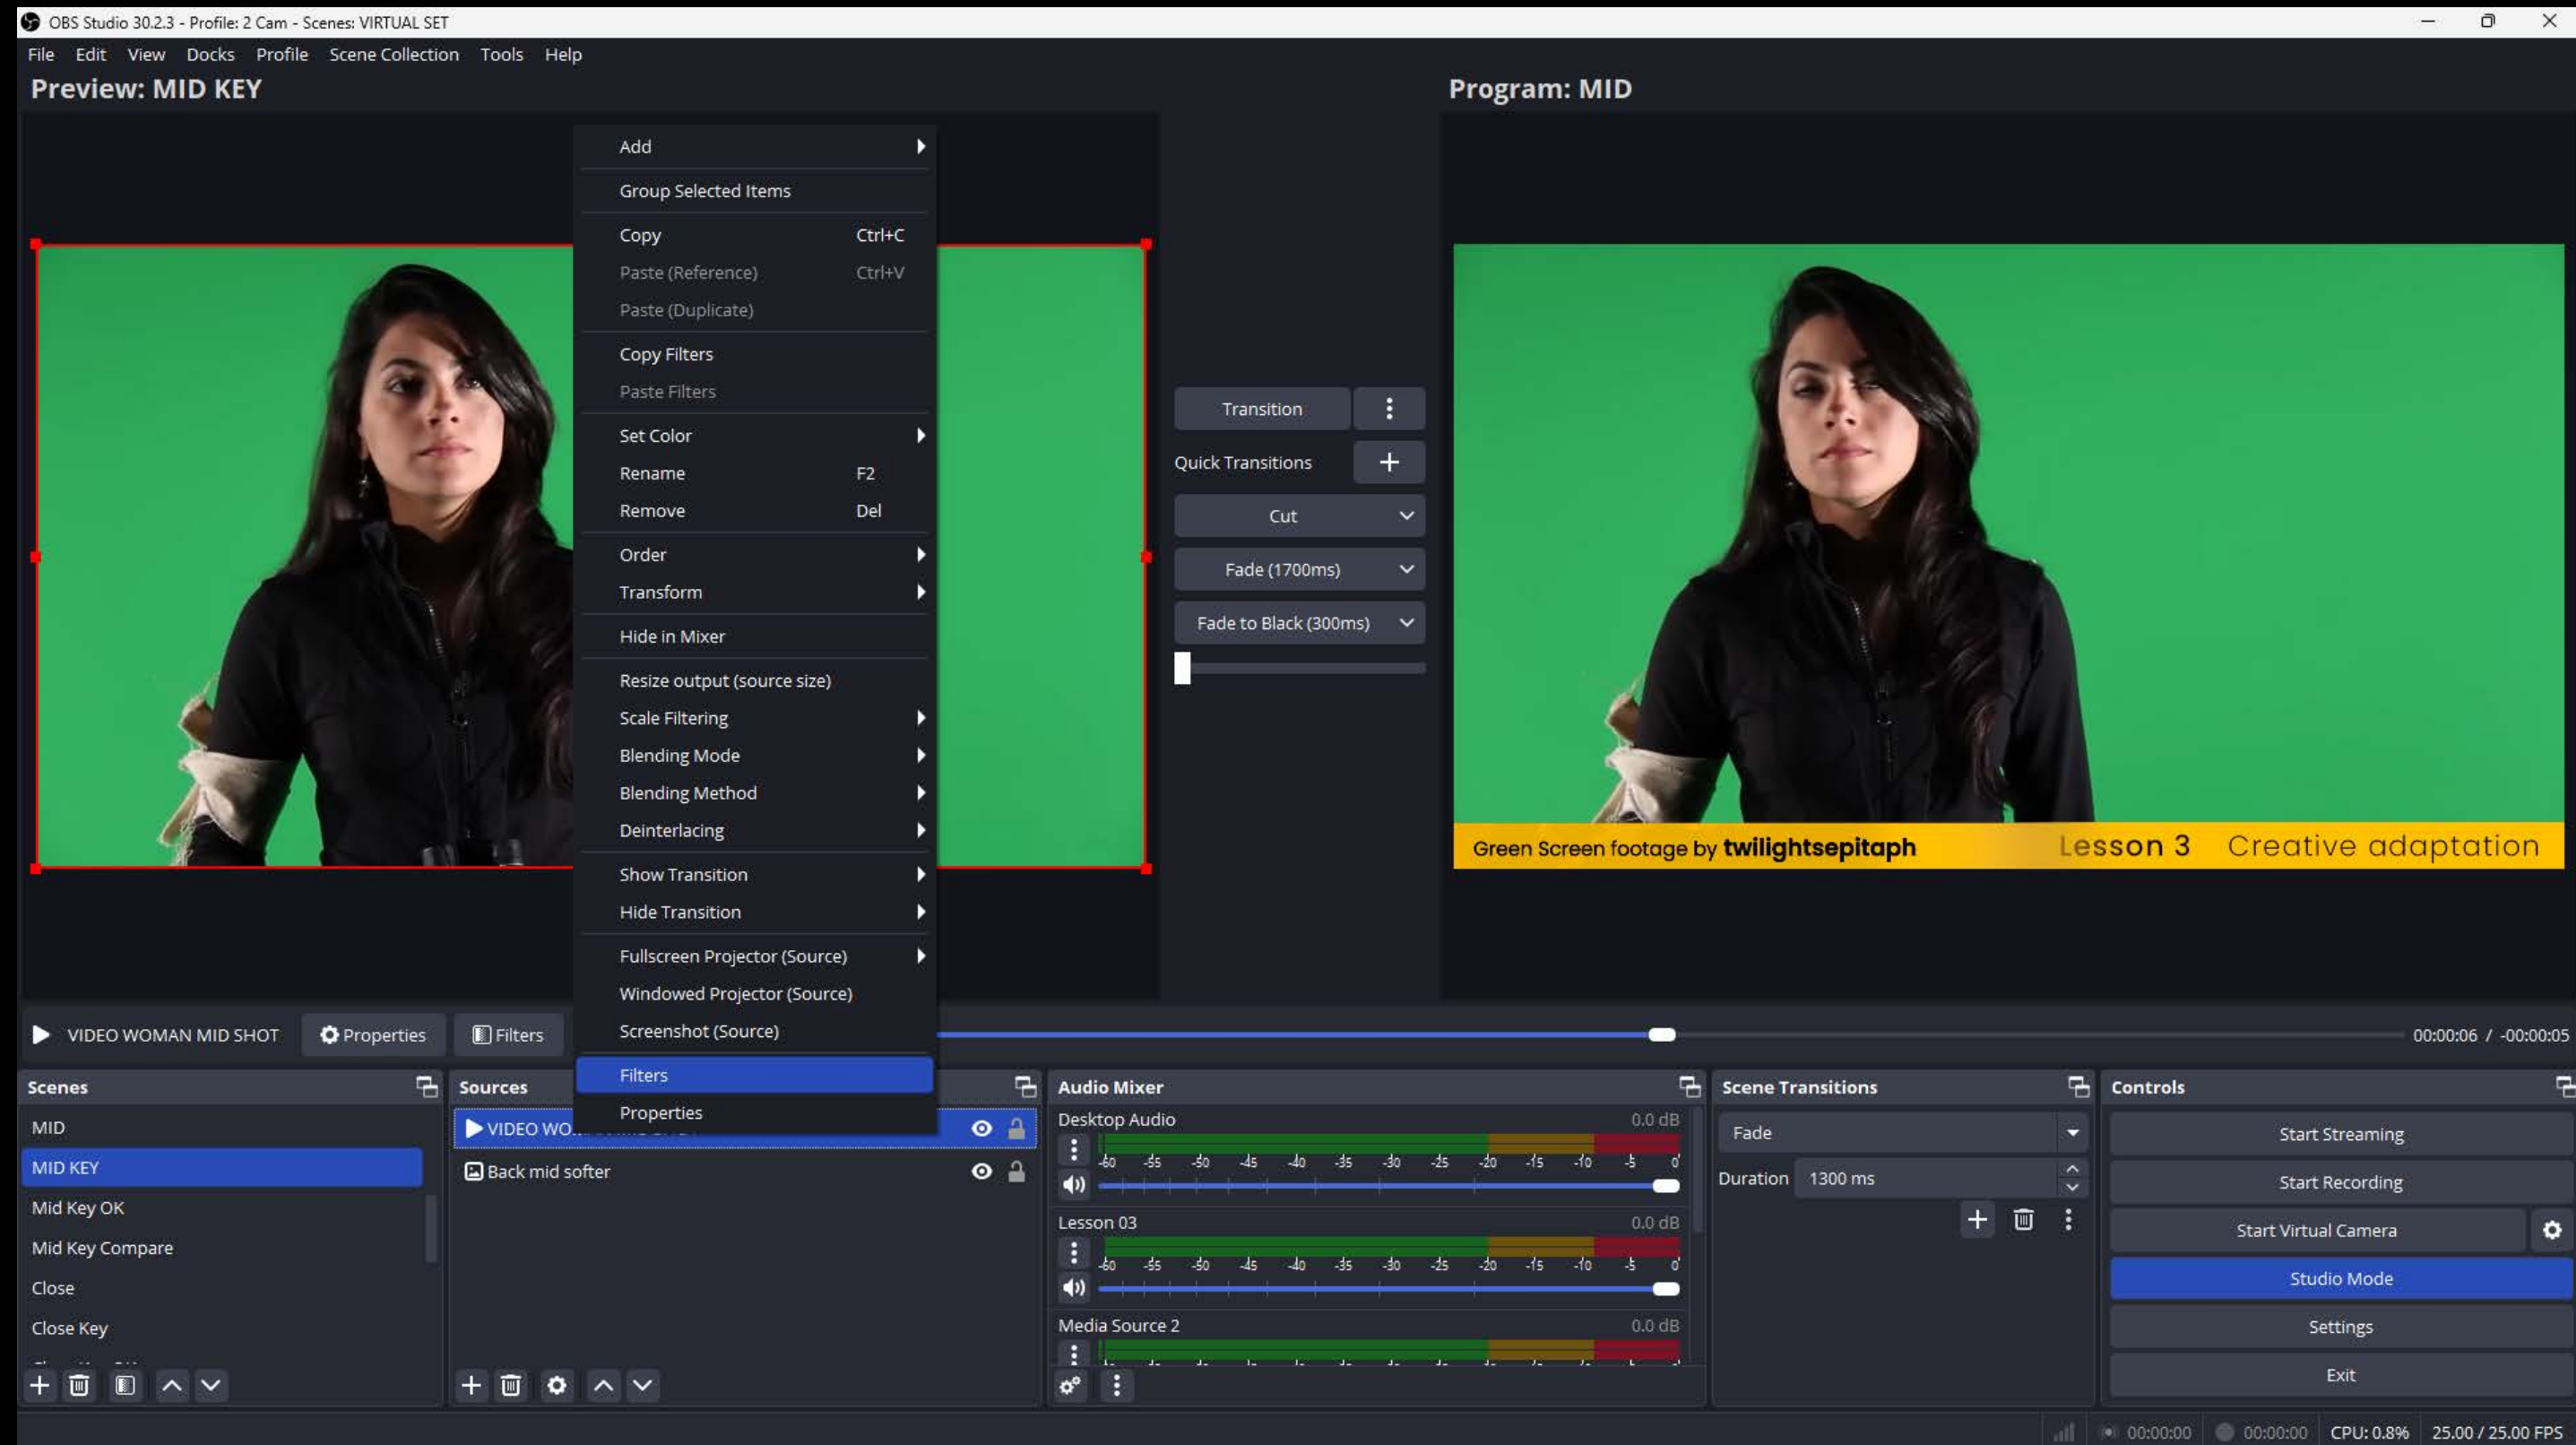 OBS Studio 30.2.3 - Profile: 2 Cam - Scenes: VIRTUAL SET
File Edit View Docks Profile Scene Collection Tools Help
Preview: MID KEY
Program: MID
Add
Group Selected Items
Copy Ctrl+C
Paste (Reference) Ctrl+V
Paste (Duplicate)
Copy Filters
Paste Filters
Set Color
Rename F2
Remove Del
Order
Transform
Hide in Mixer
Resize output (source size)
Scale Filtering
Blending Mode
Blending Method
Deinterlacing
Show Transition
Hide Transition
Fullscreen Projector (Source)
Windowed Projector (Source)
Screenshot (Source)
Filters
Properties
Transition
Quick Transitions
Cut
Fade (1700ms)
Fade to Black (300ms)
Green Screen footage by twilightsepitaph Lesson 3 Creative adaptation
VIDEO WOMAN MID SHOT Properties Filters
00:00:06 / -00:00:05
Scenes
MID
MID KEY
Mid Key OK
Mid Key Compare
Close
Close Key
Sources
VIDEO WO
Back mid softer
Audio Mixer
Desktop Audio 0.0 dB
-60 -55 -50 -45 -40 -35 -30 -25 -20 -15 -10 -5 0
Lesson 03 0.0 dB
-60 -55 -50 -45 -40 -35 -30 -25 -20 -15 -10 -5 0
Media Source 2 0.0 dB
Scene Transitions
Fade
Duration 1300 ms
Controls
Start Streaming
Start Recording
Start Virtual Camera
Studio Mode
Settings
Exit
00:00:00 00:00:00 CPU: 0.8% 25.00 / 25.00 FPS